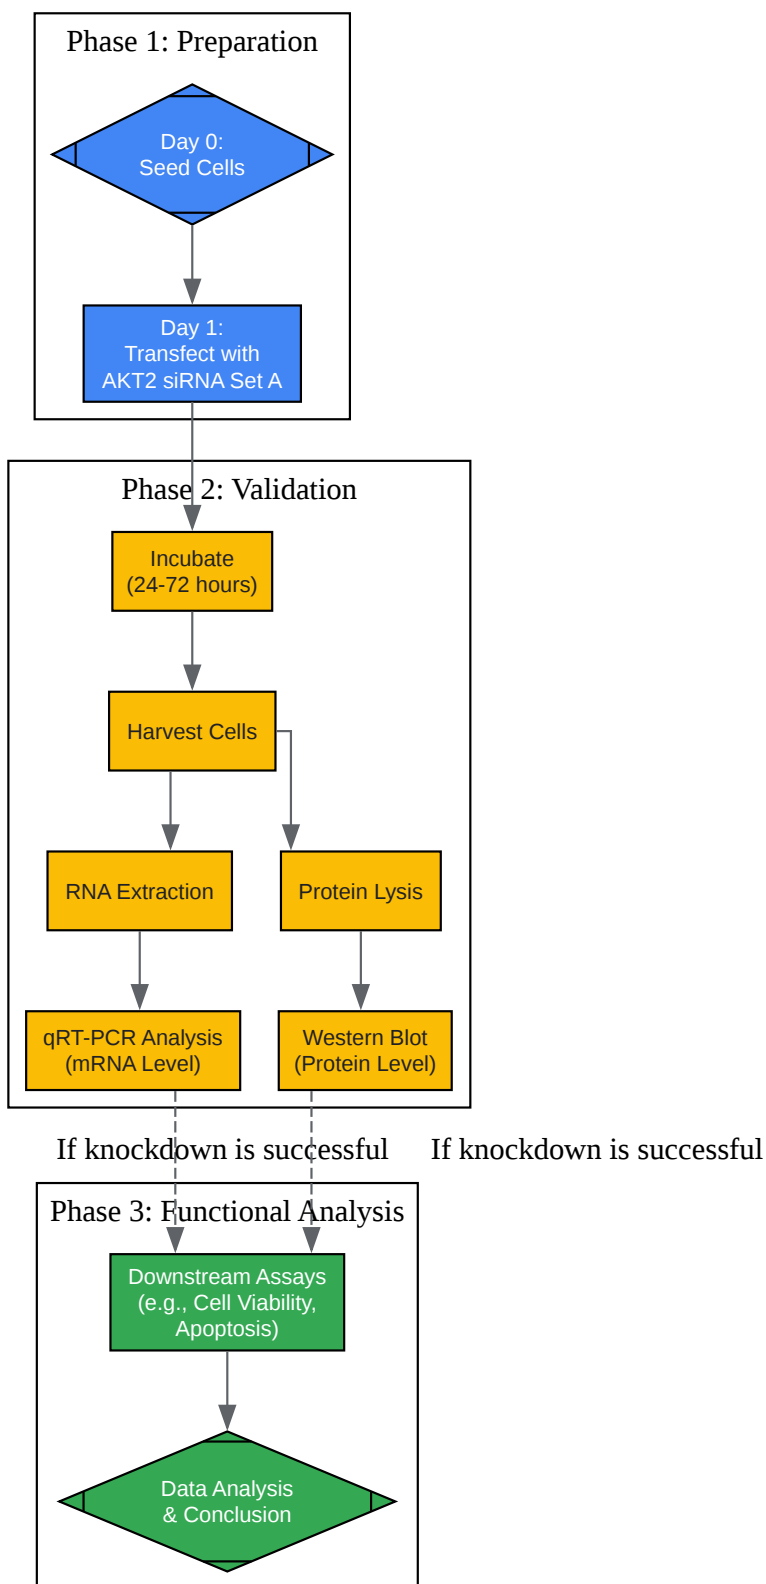 Phase 1: Preparation
Day 0:
Seed Cells
Day 1:
Transfect with
AKT2 siRNA Set A
Phase 2: Validation
Incubate
(24-72 hours)
Harvest Cells
RNA Extraction
Protein Lysis
qRT-PCR Analysis
(mRNA Level)
Western Blot
(Protein Level)
If knockdown is successful
If knockdown is successful
Phase 3: Functional Analysis
Downstream Assays
(e.g., Cell Viability,
Apoptosis)
Data Analysis
& Conclusion